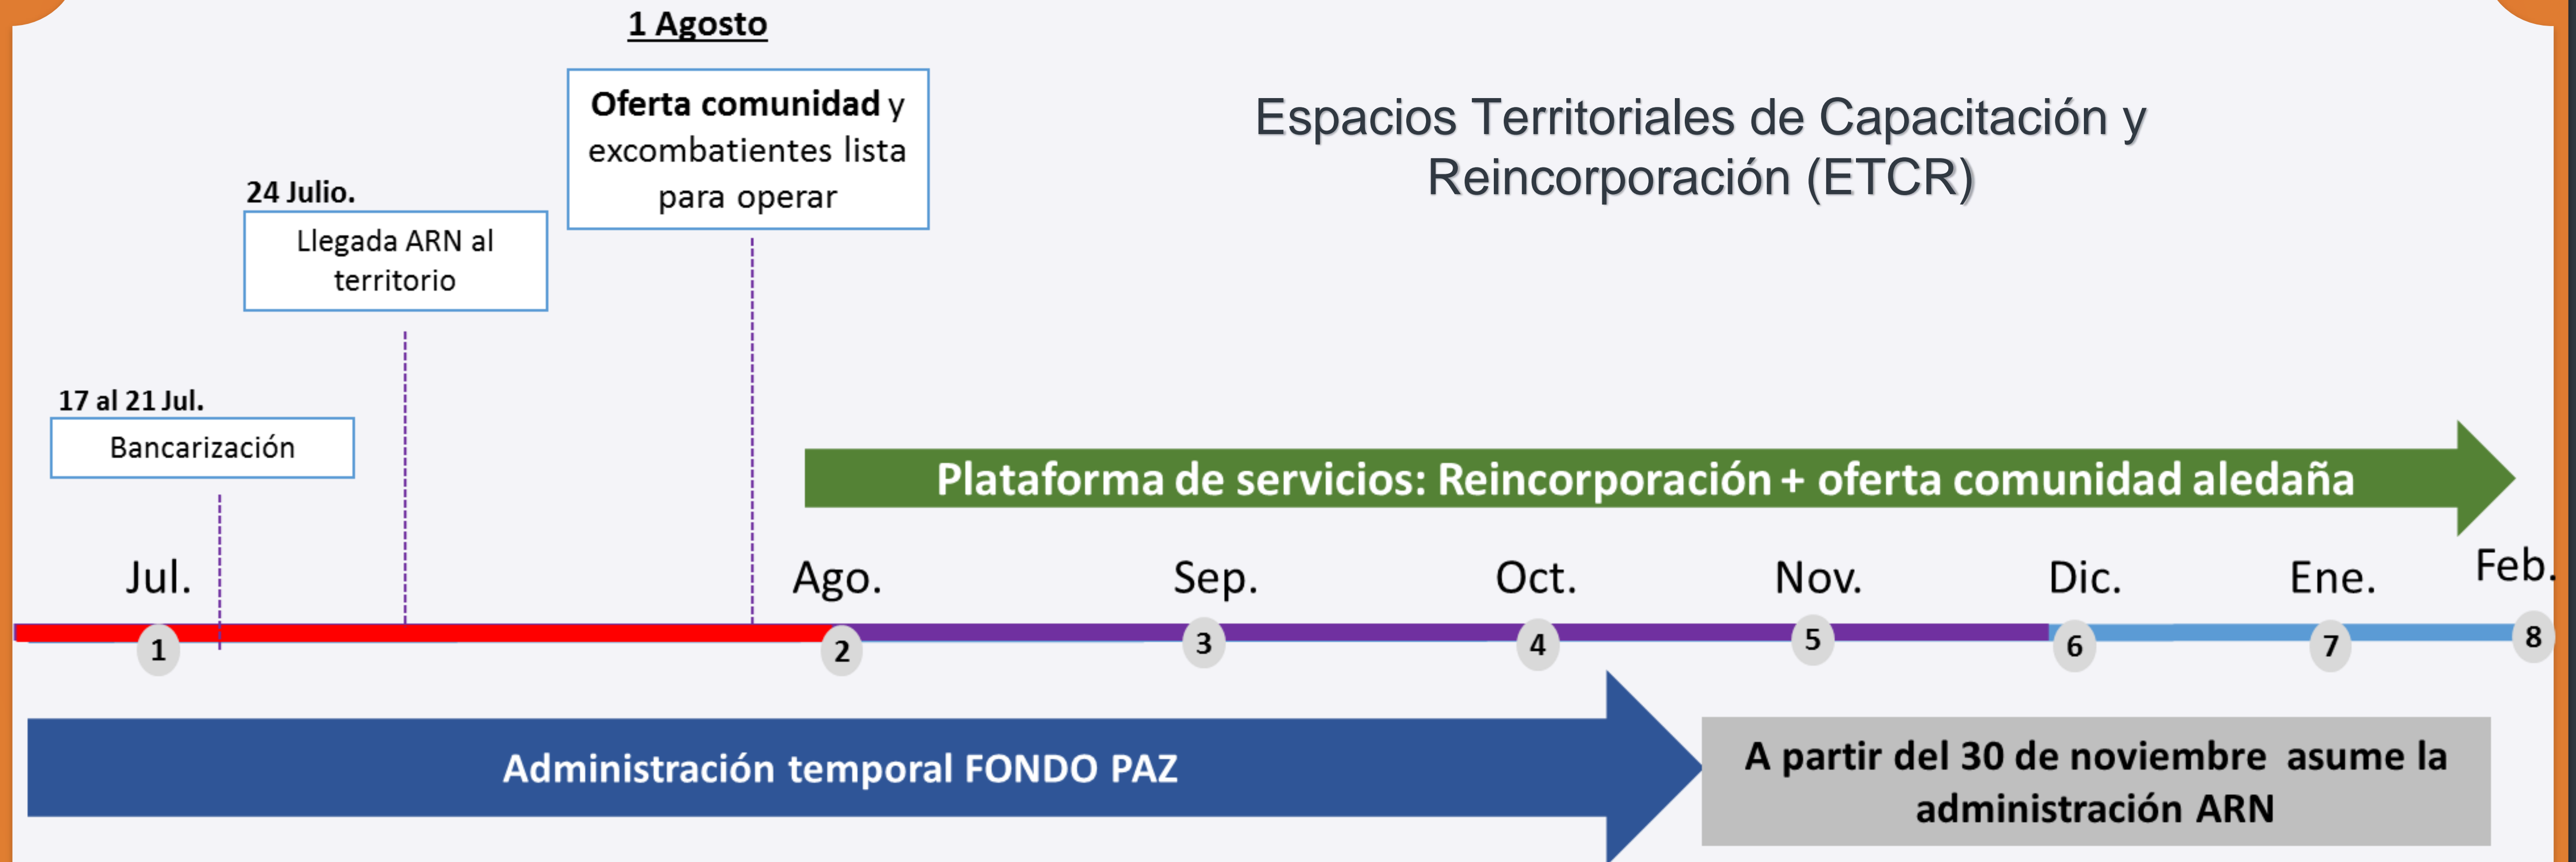 1 Agosto
Oferta comunidad y
excombatientes lista
para operar
Espacios Territoriales de Capacitación y
Reincorporación (ETCR)
24 Julio.
Llegada ARN al
territorio
17 al 21 Jul.
Bancarización
Plataforma de servicios: Reincorporación + oferta comunidad aledaña
Jul.
Ago.
Sep.
Oct.
Nov.
Dic.
Ene.
Feb.
1
2
3
4
5
6
7
8
Administración temporal FONDO PAZ
A partir del 30 de noviembre asume la
administración ARN